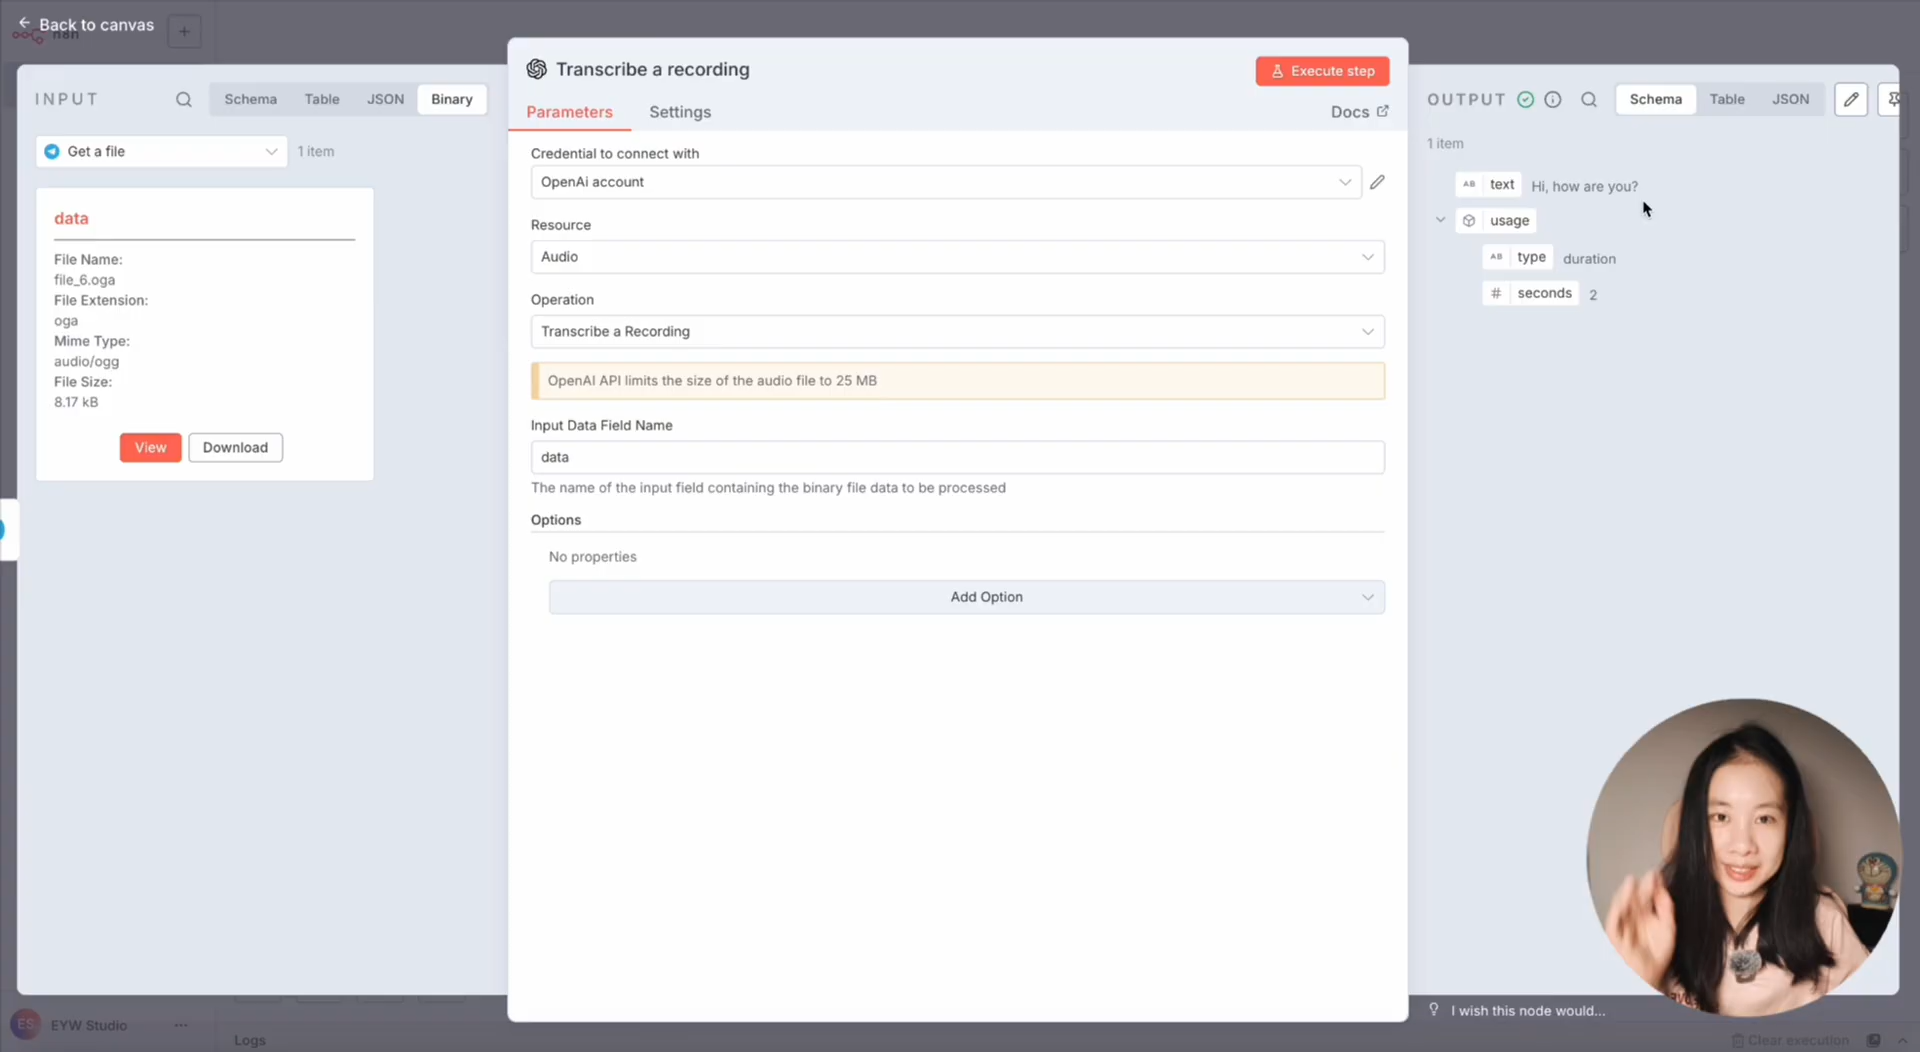 Back to canvas
n8n
INPUT
Schema
Table
JSON
Binary
Get a file
1 item
data
File Name:
file_6.oga
File Extension:
oga
Mime Type:
audio/ogg
File Size:
8.17 kB
View
Download
Transcribe a recording
Execute step
Parameters
Settings
Docs
Credential to connect with
OpenAi account
Resource
Audio
Operation
Transcribe a Recording
OpenAI API limits the size of the audio file to 25 MB
Input Data Field Name
data
The name of the input field containing the binary file data to be processed
Options
No properties
Add Option
OUTPUT
Schema
Table
JSON
1 item
AB text Hi, how are you?
usage
AB type duration
# seconds 2
I wish this node would...
ES EYW Studio
Logs
Clear execution